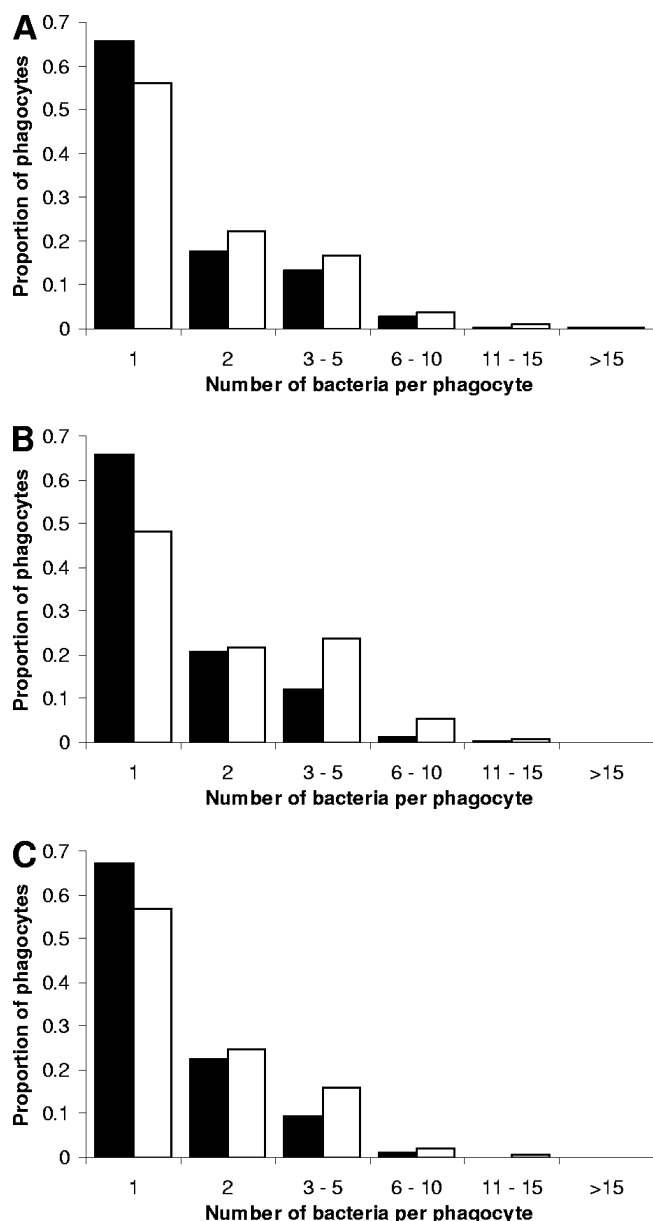 A
Proportion of phagocytes
0.7
0.6
0.5
0.4
0.3
0.2
0.1
0
1 2 3 - 5 6 - 10 11 - 15 >15
Number of bacteria per phagocyte
B
Proportion of phagocytes
0.7
0.6
0.5
0.4
0.3
0.2
0.1
0
1 2 3 - 5 6 - 10 11 - 15 >15
Number of bacteria per phagocyte
C
Proportion of phagocytes
0.7
0.6
0.5
0.4
0.3
0.2
0.1
0
1 2 3 - 5 6 - 10 11 - 15 >15
Number of bacteria per phagocyte